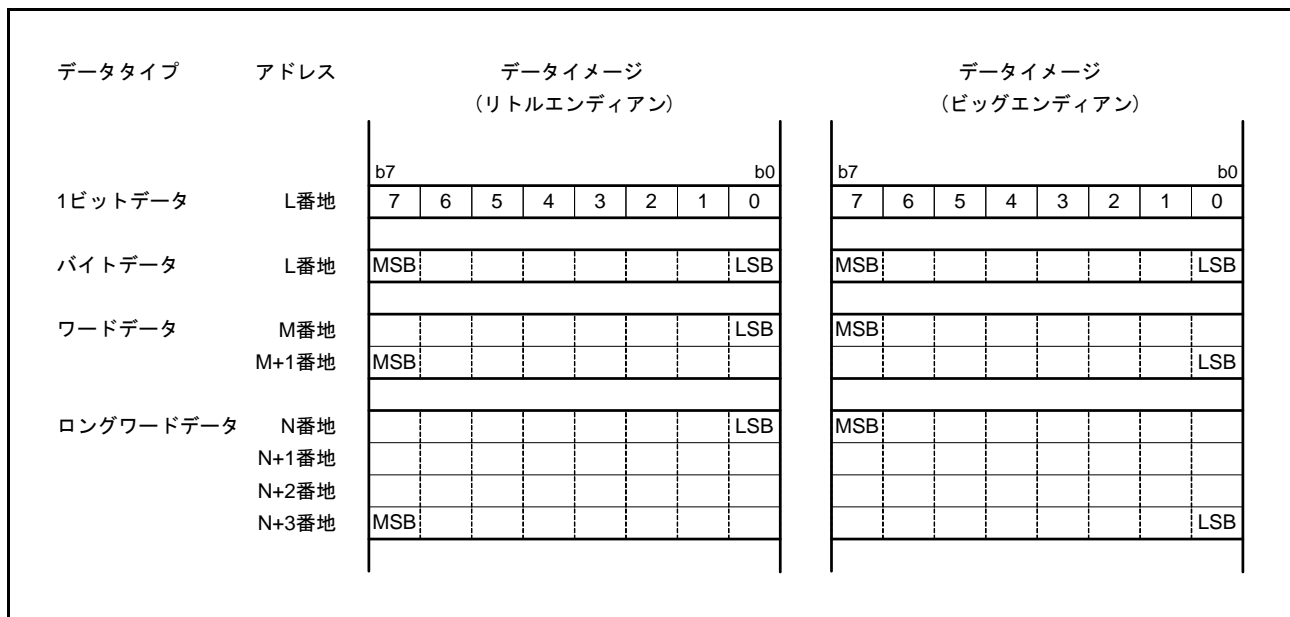 データタイプ アドレス データイメージ データイメージ
（リトルエンディアン） （ビッグエンディアン）
b7 b0 b7 b0
1ビットデータ L番地 7 6 5 4 3 2 1 0 7 6 5 4 3 2 1 0
バイトデータ L番地 MSB LSB MSB LSB
ワードデータ M番地 LSB MSB
M+1番地 MSB LSB
ロングワードデータ N番地 LSB MSB
N+1番地
N+2番地
N+3番地 MSB LSB